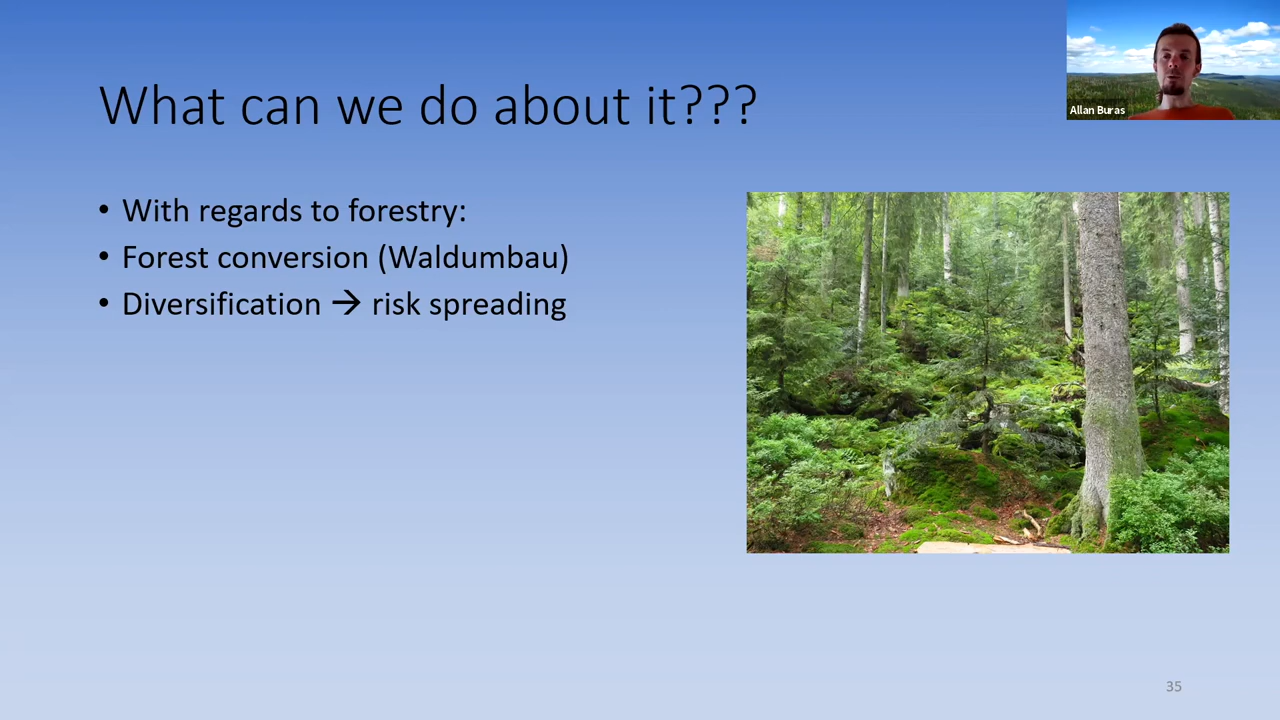 What can we do about it???
Allan Buras
• With regards to forestry:
• Forest conversion (Waldumbau)
• Diversification → risk spreading
35